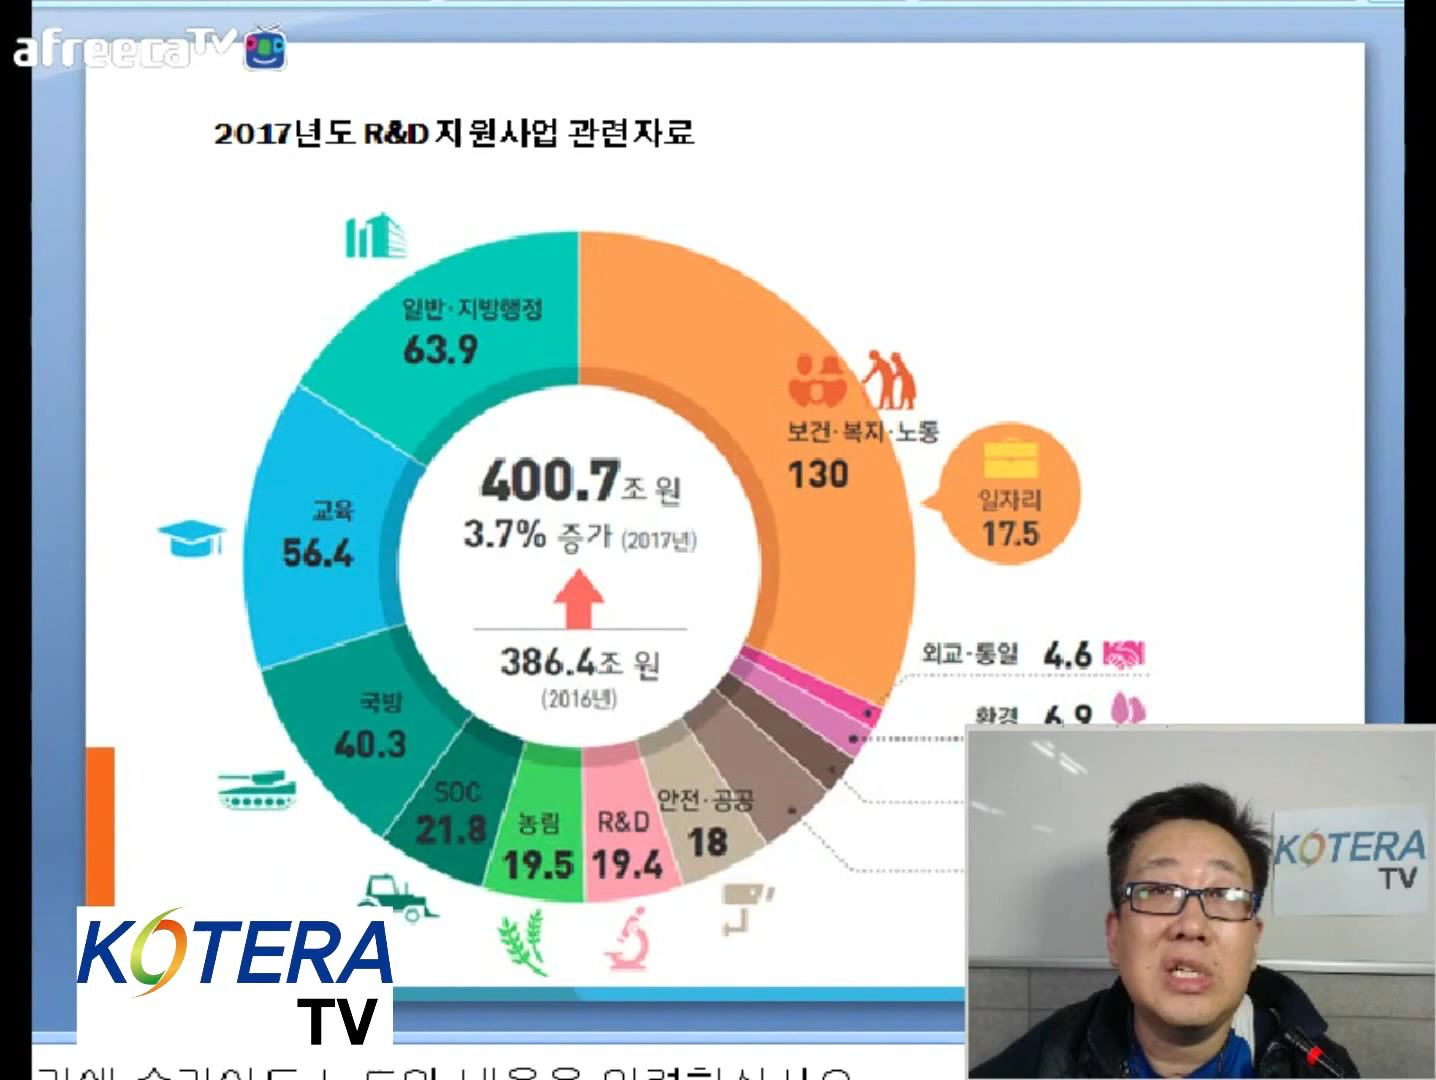 afreecaTV
2017년도 R&D 지원사업 관련자료
일반·지방행정
63.9
보건·복지·노동
130
일자리
17.5
400.7조 원
3.7% 증가 (2017년)
386.4조 원
(2016년)
교육
56.4
외교·통일 4.6
환경 6.9
국방
40.3
SOC
21.8
농림
19.5
R&D
19.4
안전·공공
18
KOTERA
TV
KOTERA
TV